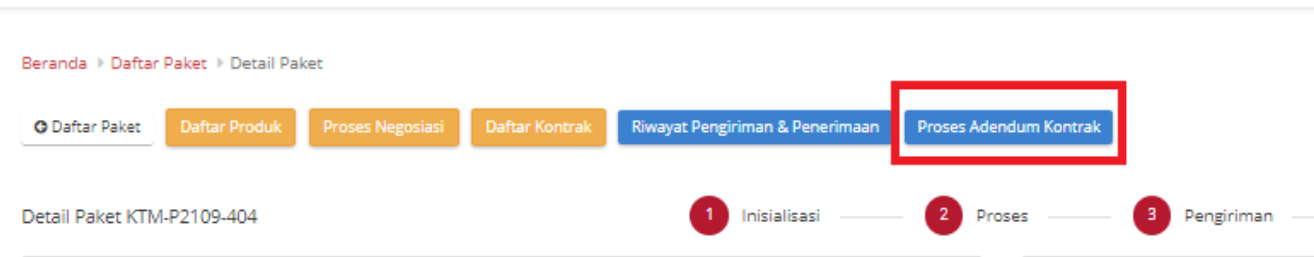 Beranda Daftar Paket Detail Paket
Daftar Paket Daftar Produk Proses Negosiasi Daftar Kontrak Riwayat Pengiriman & Penerimaan Proses Adendum Kontrak
Detail Paket KTM-P2109-404 1 Inisialisasi 2 Proses 3 Pengiriman